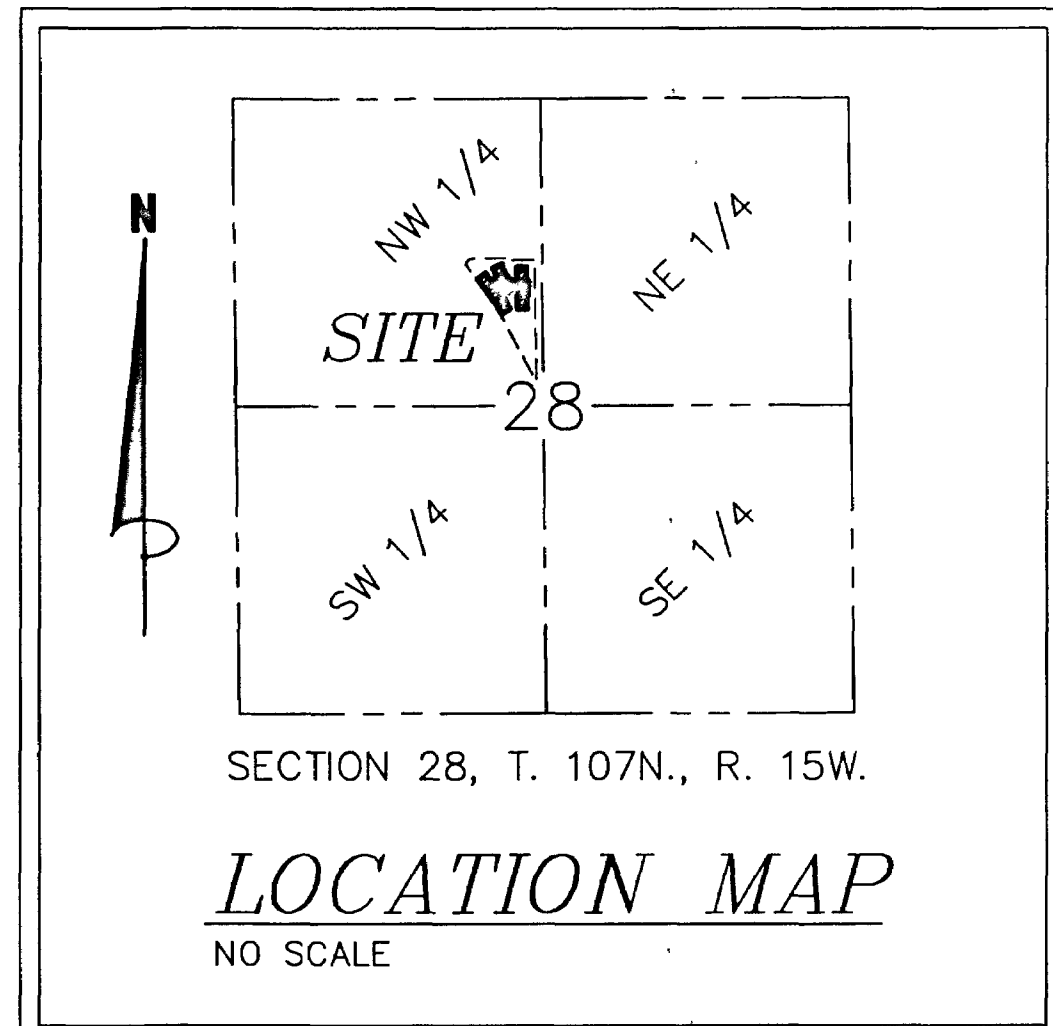 N
NW 1/4
NE 1/4
SITE
28
SW 1/4
SE 1/4
SECTION 28, T. 107N., R. 15W.
LOCATION MAP
NO SCALE